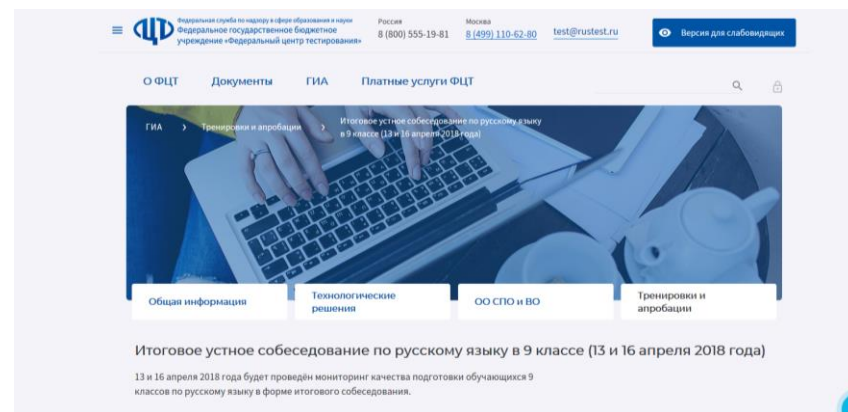 ЦТ
Федеральная служба по надзору в сфере образования и науки
Федеральное государственное бюджетное
учреждение «Федеральный центр тестирования»
Россия
8 (800) 555-19-81
Москва
8 (499) 110-62-80
test@rustest.ru
Версия для слабовидящих
О ФЦТ
Документы
ГИА
Платные услуги ФЦТ
ГИА
Тренировки и апробации
Итоговое устное собеседование по русскому языку
в 9 классе (13 и 16 апреля 2018 года)
Общая информация
Технологические
решения
ОО СПО и ВО
Тренировки и
апробации
Итоговое устное собеседование по русскому языку в 9 классе (13 и 16 апреля 2018 года)
13 и 16 апреля 2018 года будет проведён мониторинг качества подготовки обучающихся 9
классов по русскому языку в форме итогового собеседования.